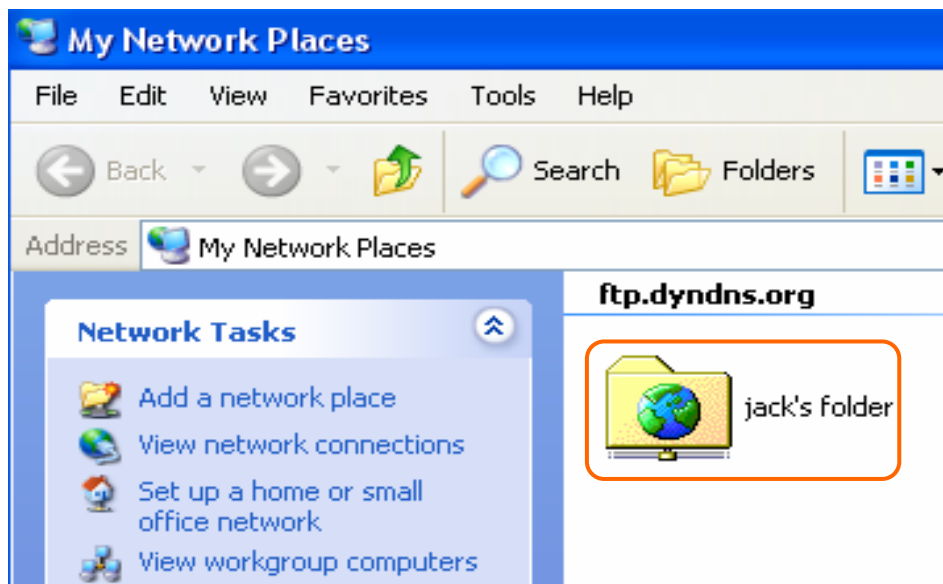 My Network Places
File Edit View Favorites Tools Help
Back Search Folders
Address My Network Places
Network Tasks
Add a network place
View network connections
Set up a home or small
office network
View workgroup computers
ftp.dyndns.org
jack's folder